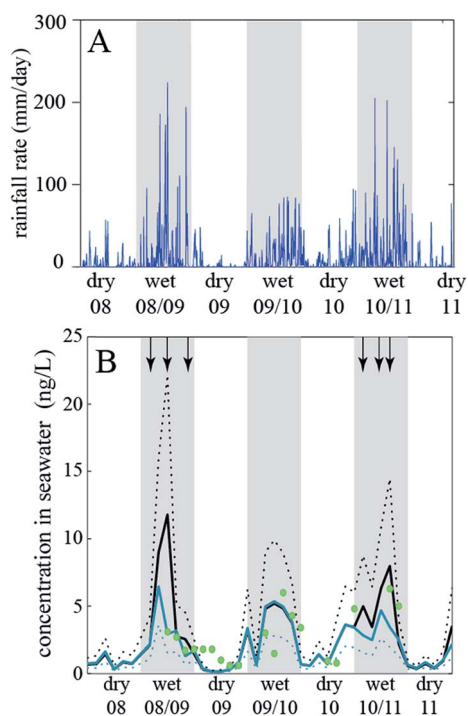 A
rainfall rate (mm/day)
300
200
100
0
dry wet dry wet dry wet dry
08 08/09 09 09/10 10 10/11 11
B
concentration in seawater (ng/L)
25
20
15
10
5
0
dry wet dry wet dry wet dry
08 08/09 09 09/10 10 10/11 11